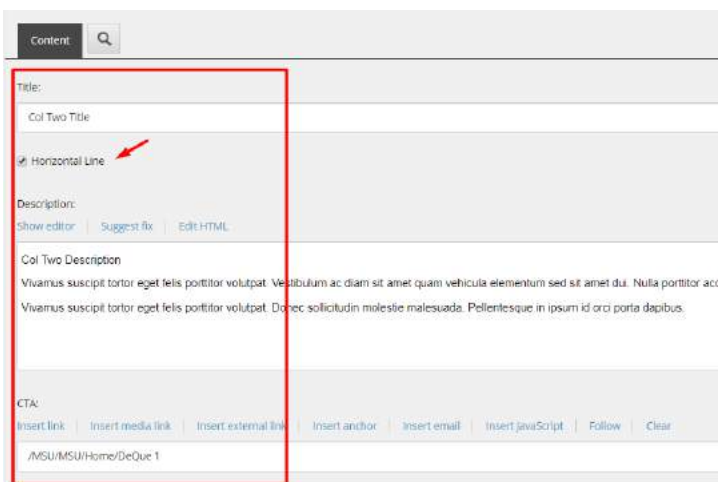 Content
Title:
Col Two Title
Horizontal Line
Description:
Show editor Suggest fix Edit HTML
Col Two Description
Vivamus suscipit tortor eget felis porttitor volutpat. Vestibulum ac diam sit amet quam vehicula elementum sed sit amet dui. Nulla porttitor acc
Vivamus suscipit tortor eget felis porttitor volutpat. Donec sollicitudin molestie malesuada. Pellentesque in ipsum id orci porta dapibus.
CTA:
Insert link Insert media link Insert external link Insert anchor Insert email Insert JavaScript Follow Clear
/MSU/MSU/Home/DeQue 1